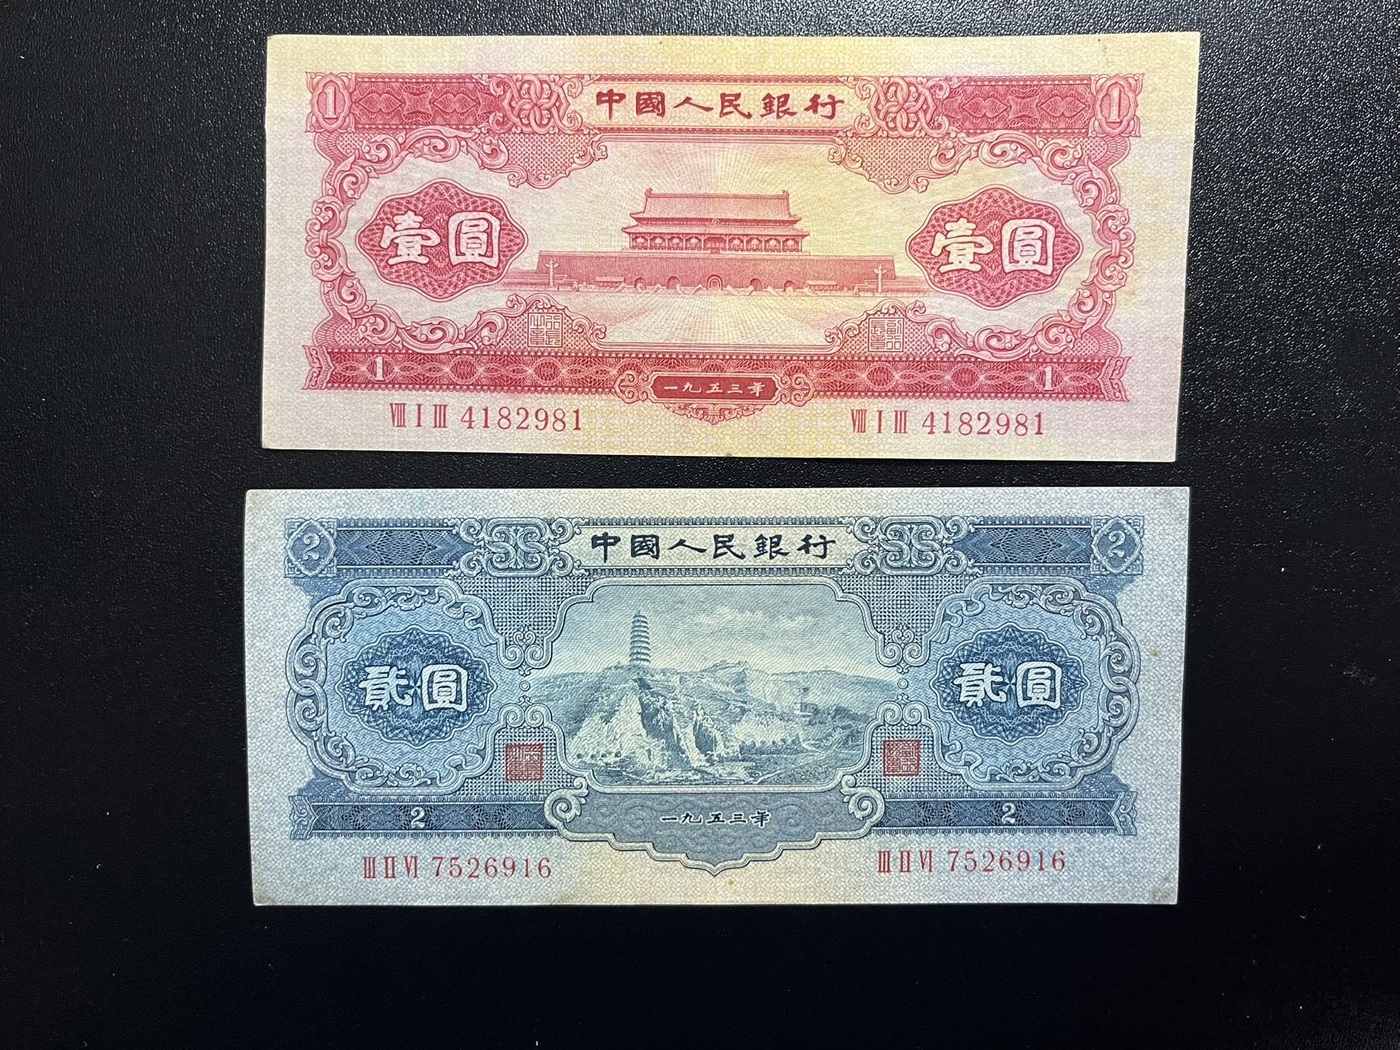 1 中國人民銀行 1
壹圓 壹圓
1 一九五三年 1
VIII I III 4182981 VIII I III 4182981
2 中國人民銀行 2
貳圓 貳圓
2 一九五三年 2
III II VI 7526916 III II VI 7526916